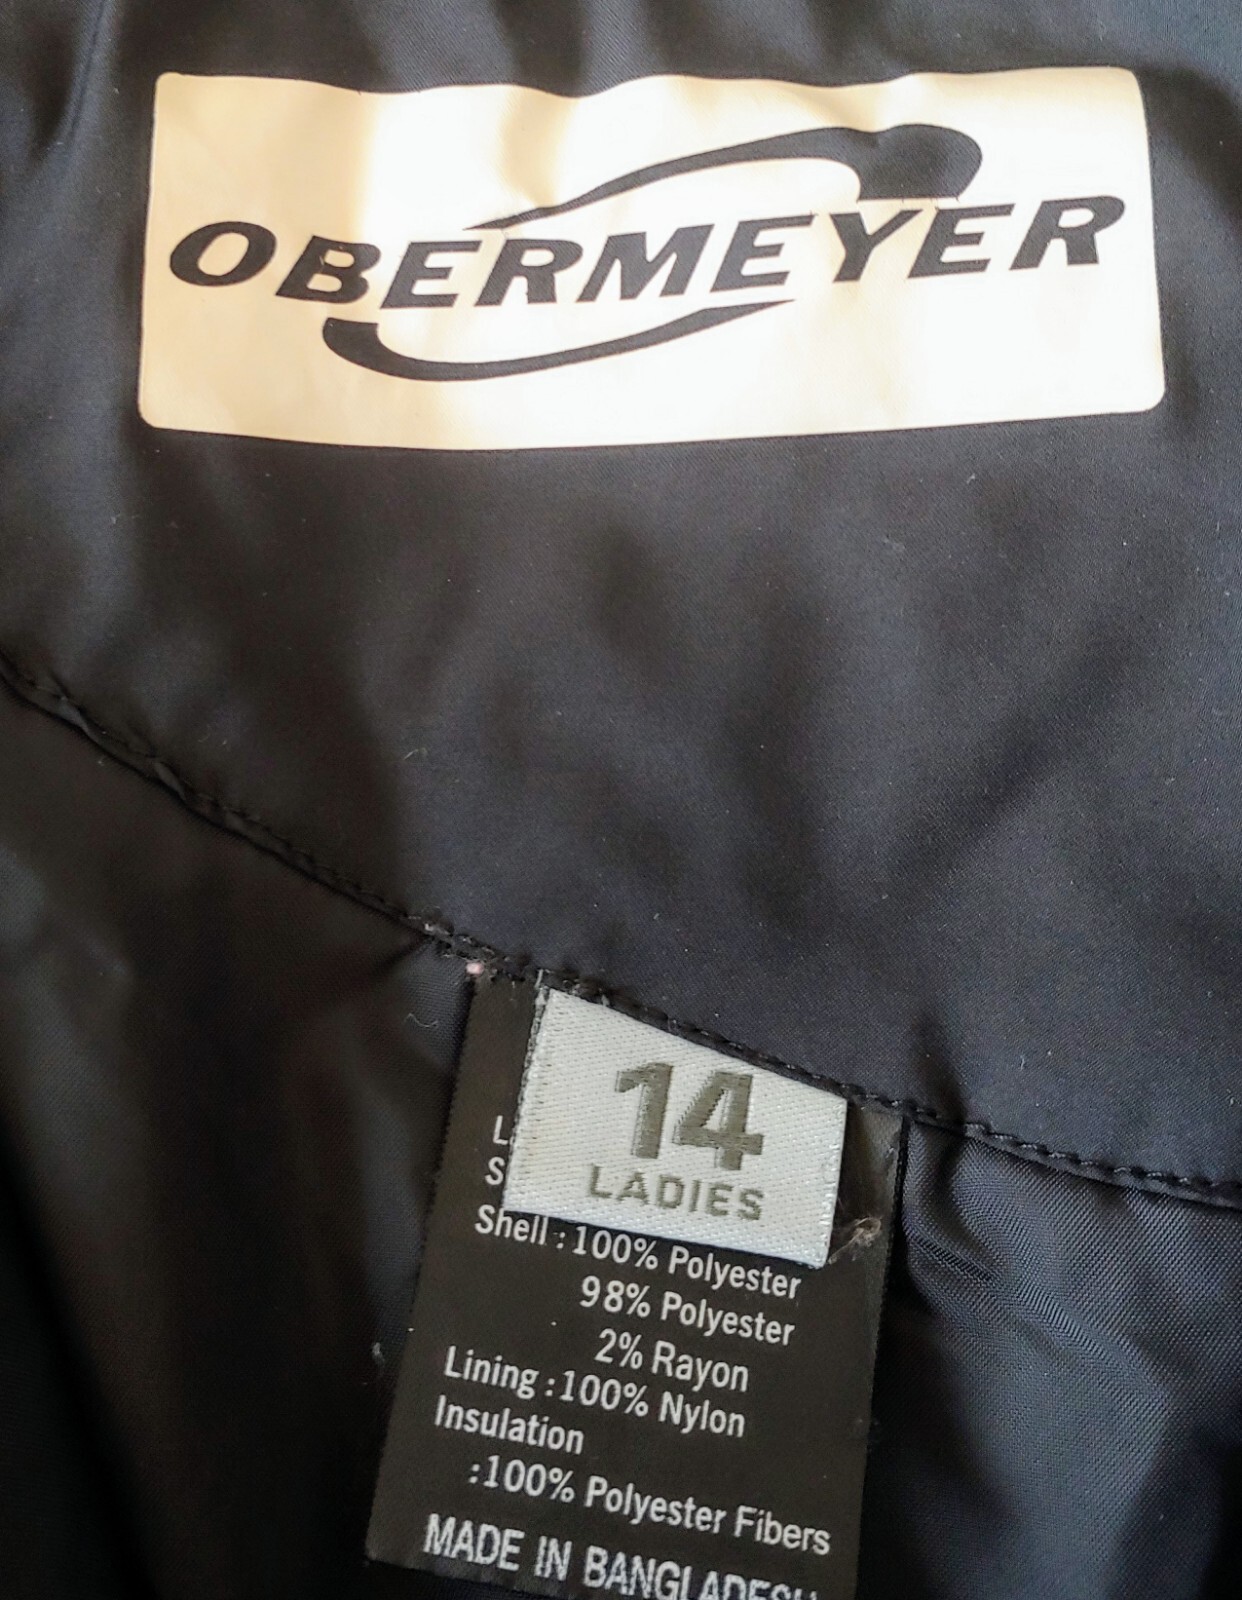 OBERMEYER
14
LADIES
Shell : 100% Polyester
98% Polyester
2% Rayon
Lining : 100% Nylon
Insulation
: 100% Polyester Fibers
MADE IN BANGLADESH